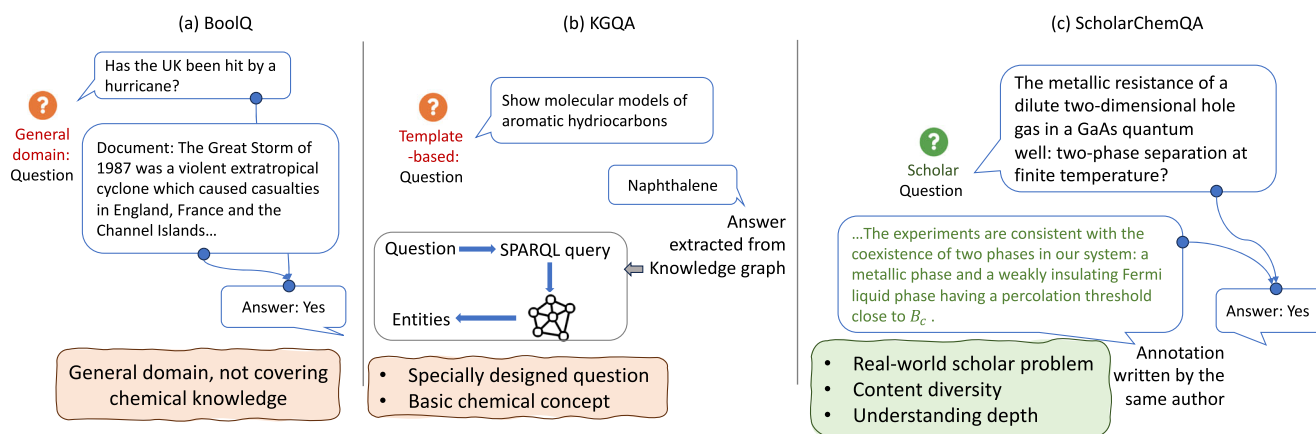 (a) BoolQ
Has the UK been hit by a
hurricane?
General
domain:
Question
Document: The Great Storm of
1987 was a violent extratropical
cyclone which caused casualties
in England, France and the
Channel Islands...
Answer: Yes
General domain, not covering
chemical knowledge
(b) KGQA
Show molecular models of
aromatic hydriocarbons
Template
-based:
Question
Naphthalene
Answer
extracted from
Knowledge graph
Question
SPARQL query
Entities
• Specially designed question
• Basic chemical concept
(c) ScholarChemQA
The metallic resistance of a
dilute two-dimensional hole
gas in a GaAs quantum
well: two-phase separation at
finite temperature?
Scholar
Question
...The experiments are consistent with the
coexistence of two phases in our system: a
metallic phase and a weakly insulating Fermi
liquid phase having a percolation threshold
close to B_c .
Answer: Yes
Annotation
written by the
same author
• Real-world scholar problem
• Content diversity
• Understanding depth